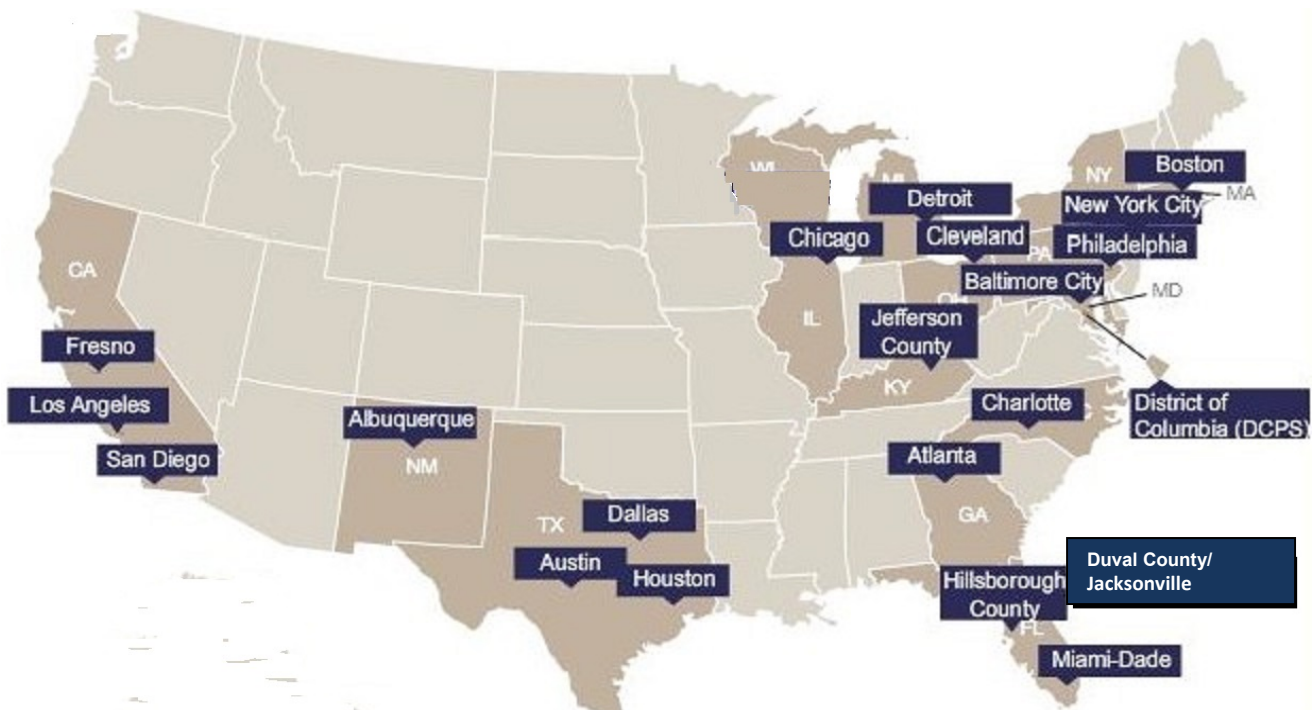 WI
MI
NY
Boston
MA
Detroit
New York City
Chicago
Cleveland
PA
Philadelphia
CA
Baltimore City
OH
MD
IL
Jefferson
County
Fresno
KY
Los Angeles
Albuquerque
Charlotte
District of
Columbia (DCPS)
San Diego
NM
Atlanta
TX
Dallas
GA
Austin
Houston
Duval County/
Jacksonville
Hillsborough
County
FL
Miami-Dade